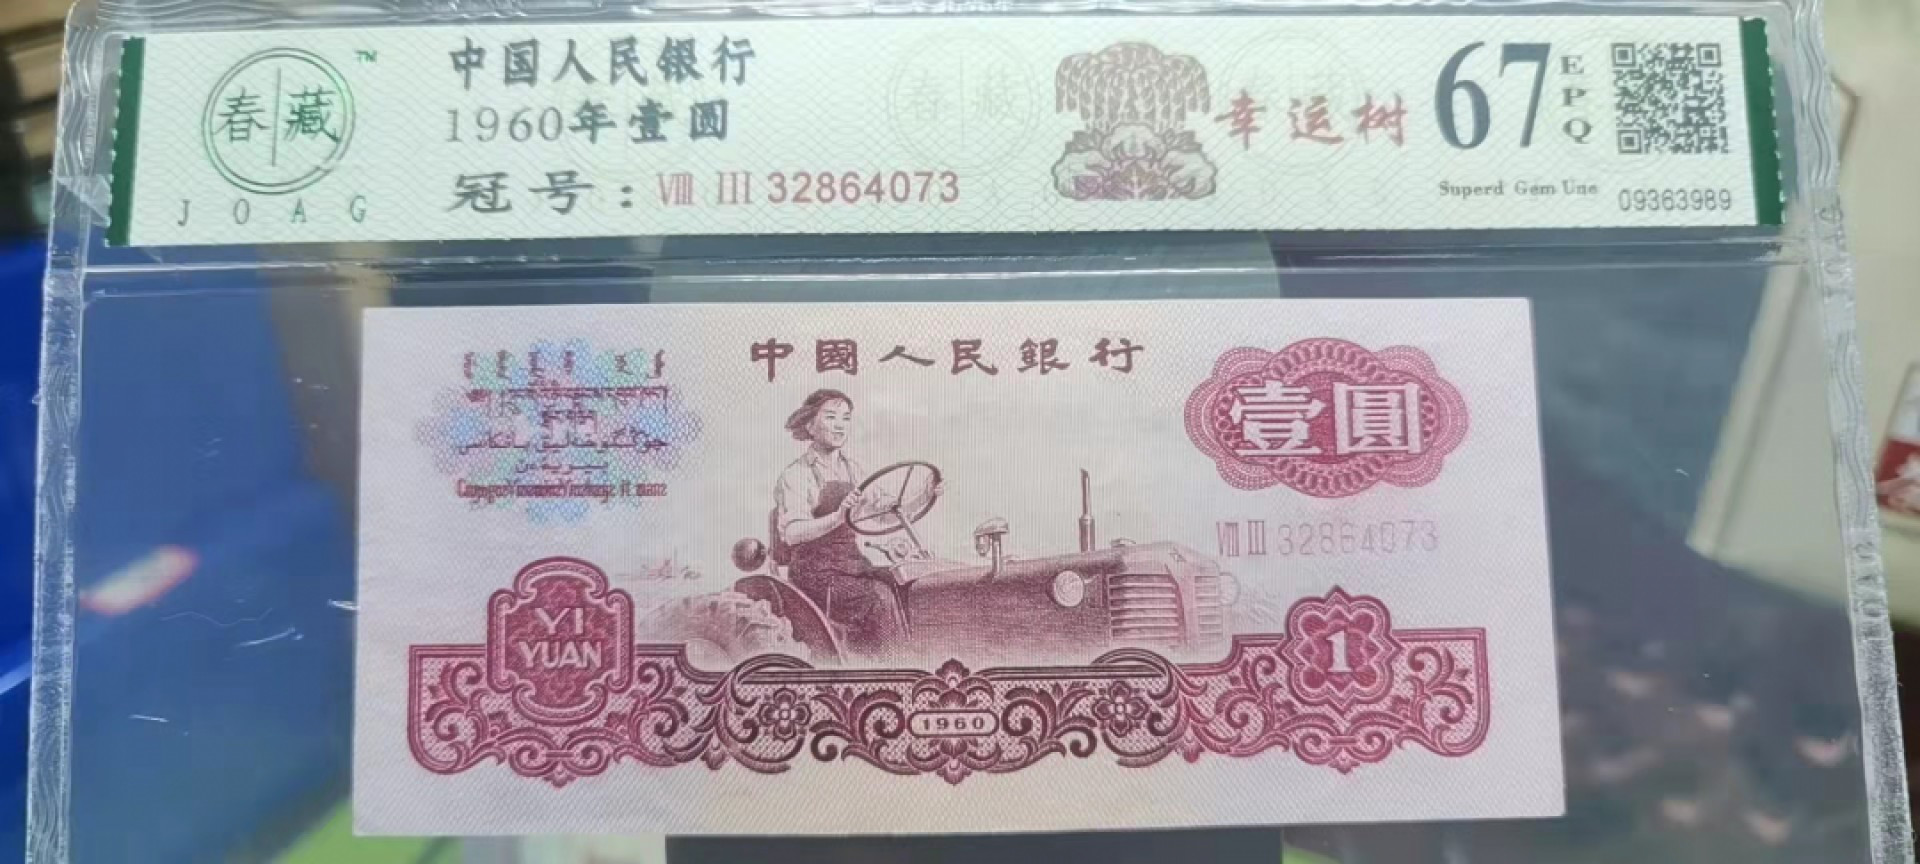 春藏 TM
JOAG
中国人民银行
1960年壹圆
冠号：VIII III 32864073
幸运树
67
EPQ
Superd Gem Unc
09363989
中國人民銀行
壹圓
VIII III 32864073
YI
YUAN
1960
1